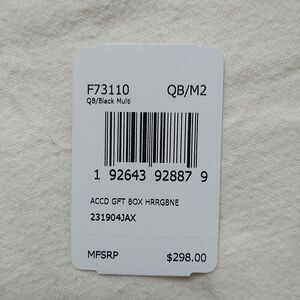 F73110 QB/M2
QB/Black Multi
1 92643 92887 9
ACCD GFT BOX HRRGBNE
231904JAX
MFSRP $298.00